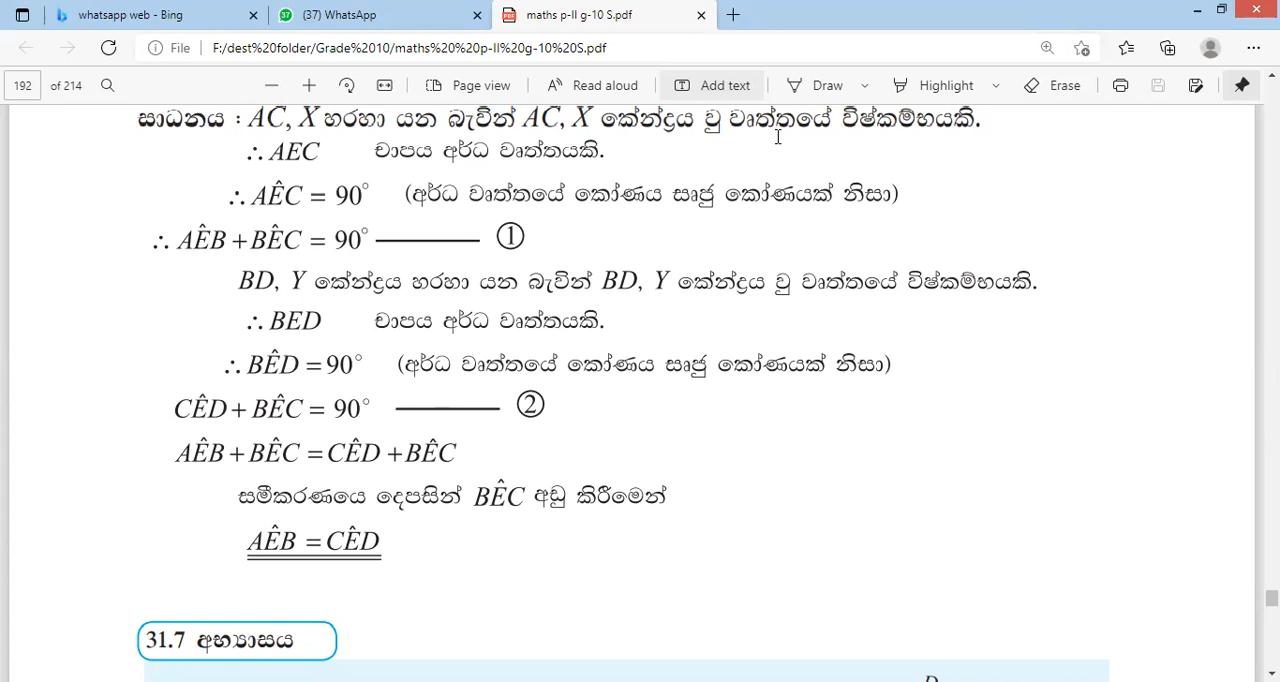 whatsapp web - Bing
(37) WhatsApp
maths p-II g-10 S.pdf
File F:/dest%20folder/Grade%2010/maths%20%20p-II%20g-10%20S.pdf
192 of 214 Page view Read aloud Add text Draw Highlight Erase
සාධනය : AC, X හරහා යන බැවින් AC, X කේන්ද්‍රය වූ වෘත්තයේ විෂ්කම්භයකි.
∴ AEC චාපය අර්ධ වෘත්තයකි.
∴ AÊC = 90° (අර්ධ වෘත්තයේ කෝණය සෘජු කෝණයක් නිසා)
∴ AÊB + BÊC = 90° ——— ①
BD, Y කේන්ද්‍රය හරහා යන බැවින් BD, Y කේන්ද්‍රය වූ වෘත්තයේ විෂ්කම්භයකි.
∴ BED චාපය අර්ධ වෘත්තයකි.
∴ BÊD = 90° (අර්ධ වෘත්තයේ කෝණය සෘජු කෝණයක් නිසා)
CÊD + BÊC = 90° ——— ②
AÊB + BÊC = CÊD + BÊC
සමීකරණයෙ දෙපසින් BÊC අඩු කිරීමෙන්
AÊB = CÊD
31.7 අභ්‍යාසය
D